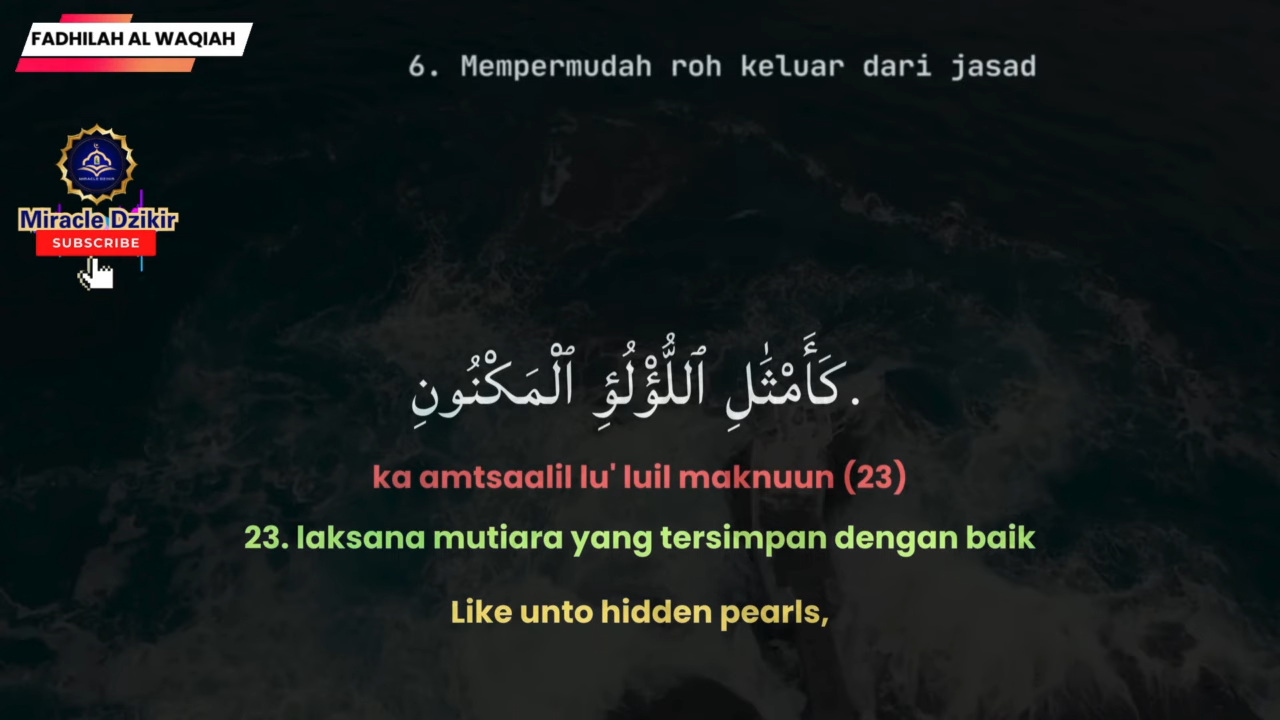 FADHILAH AL WAQIAH
6. Mempermudah roh keluar dari jasad
Miracle Dzikir
SUBSCRIBE
كَأَمْثَٰلِ ٱللُّؤْلُؤِ ٱلْمَكْنُونِ.
ka amtsaalil lu' luil maknuun (23)
23. laksana mutiara yang tersimpan dengan baik
Like unto hidden pearls,